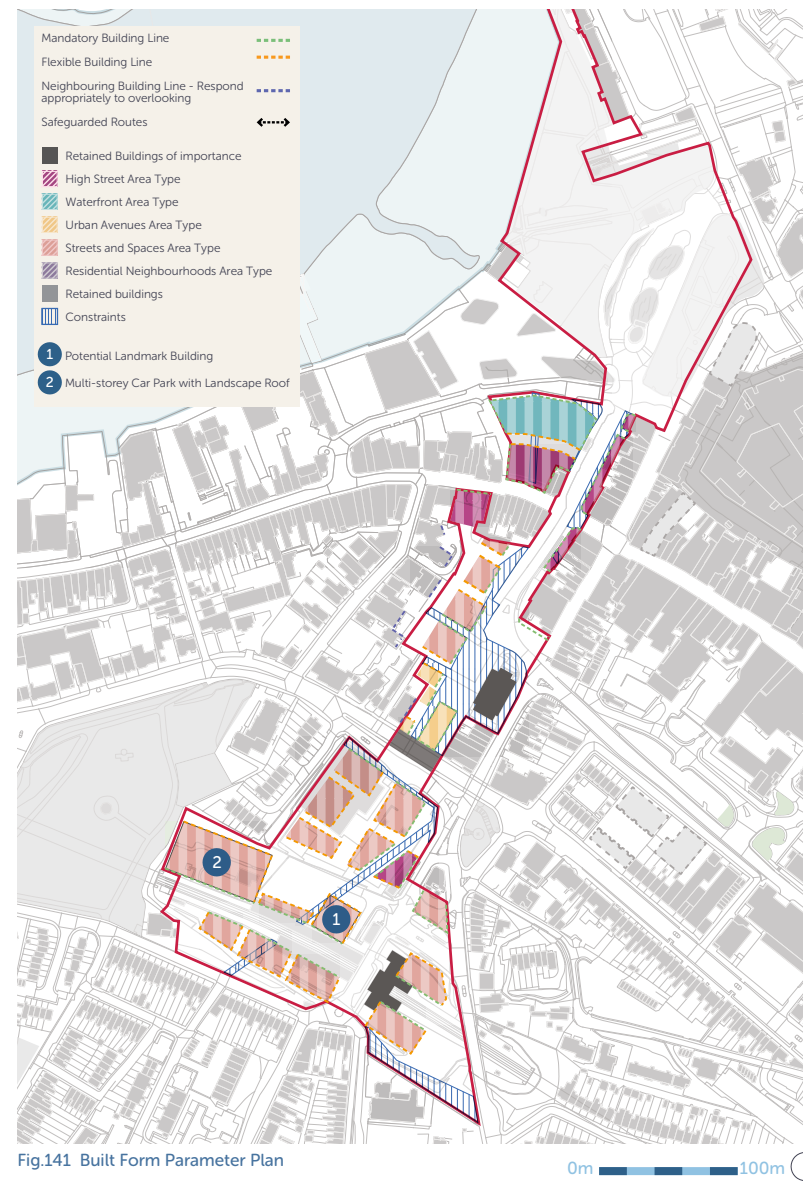 Mandatory Building Line
Flexible Building Line
Neighbouring Building Line - Respond
appropriately to overlooking
Safeguarded Routes
Retained Buildings of importance
High Street Area Type
Waterfront Area Type
Urban Avenues Area Type
Streets and Spaces Area Type
Residential Neighbourhoods Area Type
Retained buildings
Constraints
1 Potential Landmark Building
2 Multi-storey Car Park with Landscape Roof
2
1
Fig.141 Built Form Parameter Plan
0m 100m